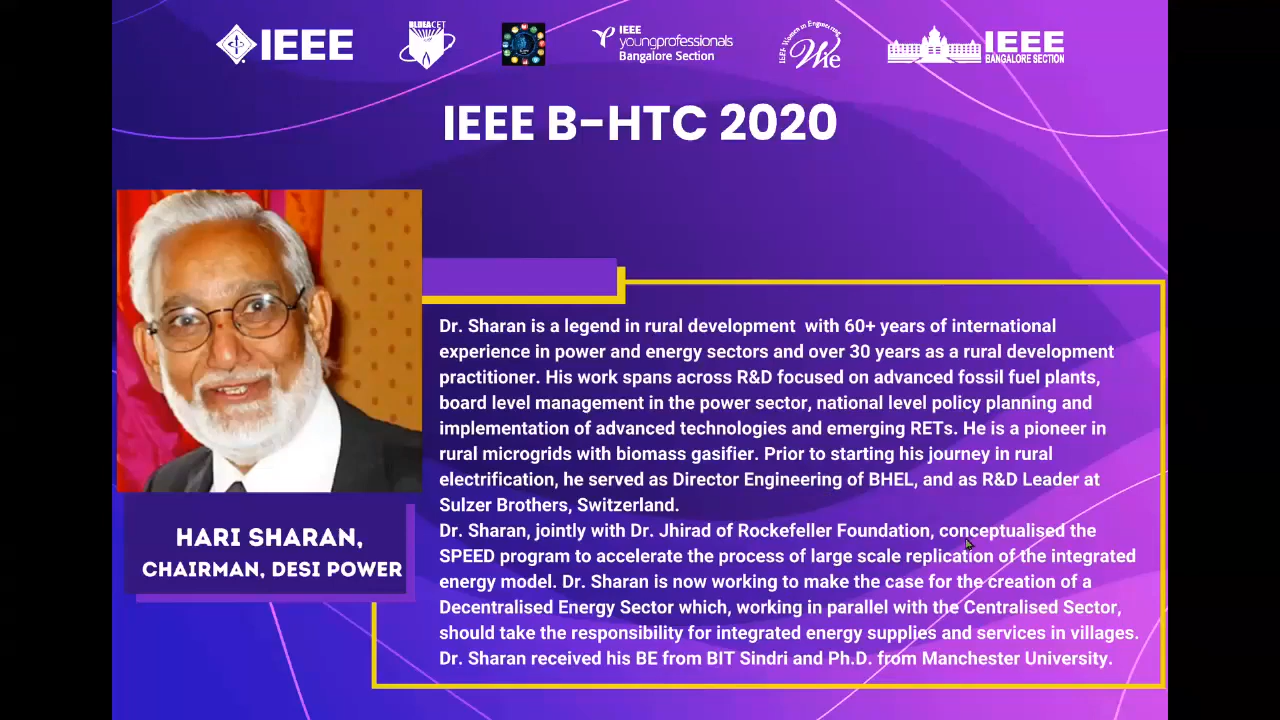 IEEE
BLDEACET
IEEE
youngprofessionals
Bangalore Section
IEEE Women in Engineering
Wie
IEEE
BANGALORE SECTION
IEEE B-HTC 2020
HARI SHARAN,
CHAIRMAN, DESI POWER
Dr. Sharan is a legend in rural development with 60+ years of international
experience in power and energy sectors and over 30 years as a rural development
practitioner. His work spans across R&D focused on advanced fossil fuel plants,
board level management in the power sector, national level policy planning and
implementation of advanced technologies and emerging RETs. He is a pioneer in
rural microgrids with biomass gasifier. Prior to starting his journey in rural
electrification, he served as Director Engineering of BHEL, and as R&D Leader at
Sulzer Brothers, Switzerland.
Dr. Sharan, jointly with Dr. Jhirad of Rockefeller Foundation, conceptualised the
SPEED program to accelerate the process of large scale replication of the integrated
energy model. Dr. Sharan is now working to make the case for the creation of a
Decentralised Energy Sector which, working in parallel with the Centralised Sector,
should take the responsibility for integrated energy supplies and services in villages.
Dr. Sharan received his BE from BIT Sindri and Ph.D. from Manchester University.